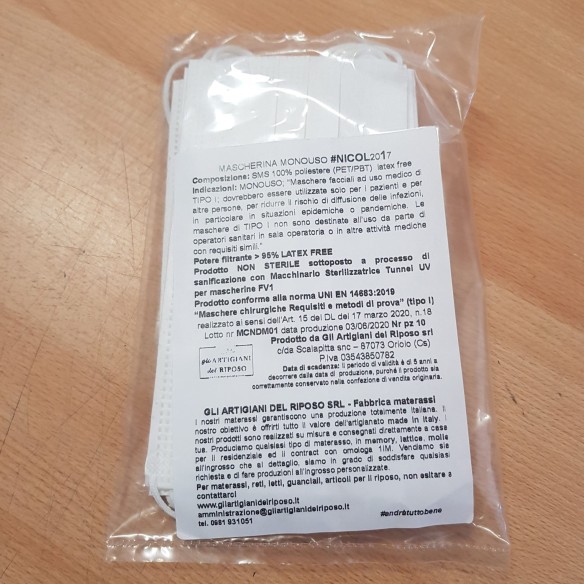 MASCHERINA MONOUSO #NICOL2017
Composizione: SMS 100% poliestere (PET/PBT) latex free
Indicazioni: MONOUSO; "Maschere facciali ad uso medico di
TIPO I; dovrebbero essere utilizzate solo per i pazienti e per
altre persone, per ridurre il rischio di diffusione delle infezioni,
in particolare in situazioni epidemiche o pandemiche. Le
maschere di TIPO I non sono destinate all'uso da parte di
operatori sanitari in sala operatoria o in altre attività mediche
con requisiti simili."
Potere filtrante > 95% LATEX FREE
Prodotto NON STERILE sottoposto a processo di
sanificazione con Macchinario Sterilizzatrice Tunnel UV
per mascherine FV1
Prodotto conforme alla norma UNI EN 14683:2019
"Maschere chirurgiche Requisiti e metodi di prova" (tipo I)
realizzato ai sensi dell'Art. 15 del DL del 17 marzo 2020, n.18
Lotto nr MCNDM01 data produzione 03/06/2020 Nr pz 10
Prodotto da Gli Artigiani del Riposo srl
c/da Scalapitta snc – 87073 Oriolo (Cs)
P.Iva 03543850782
Data di scadenza: il periodo di validità è di 5 anni a
decorrere dalla data di produzione, purché il prodotto sia
correttamente conservato nella confezione di vendita originaria.
gli ARTIGIANI
del RIPOSO
GLI ARTIGIANI DEL RIPOSO SRL - Fabbrica materassi
I nostri materassi garantiscono una produzione totalmente italiana. Il
nostro obiettivo è offrirti tutto il valore dell'artigianato made in Italy. I
nostri prodotti sono realizzati su misura e consegnati direttamente a casa
tua. Produciamo qualsiasi tipo di materasso, in memory, lattice, molle
per il residenziale ed il contract con omologa 1IM. Vendiamo sia
all'ingrosso che al dettaglio, siamo in grado di soddisfare qualsiasi
richiesta e di fare produzioni all'ingrosso personalizzate.
Per materassi, reti, letti, guanciali, articoli per il riposo, non esitare a
contattarci
www.gliartigianidelriposo.it
amministrazione@gliartigianidelriposo.it
tel. 0981 931051
#andràtuttobene